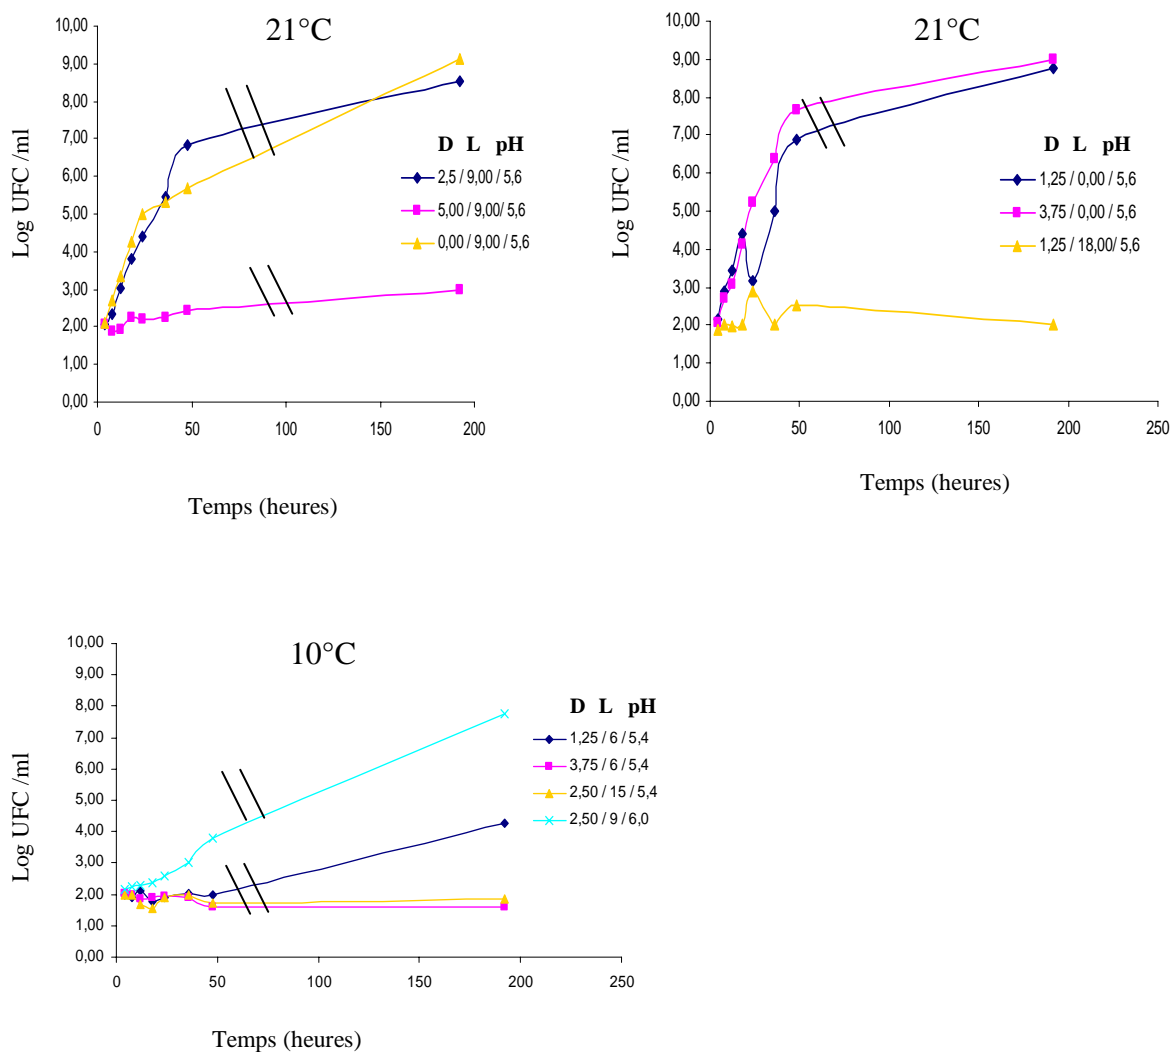 21°C
10,00
9,00
8,00
7,00
6,00
5,00
4,00
3,00
2,00
1,00
0,00
Log UFC /ml
0 50 100 150 200
Temps (heures)
D L pH
2,5 / 9,00 / 5,6
5,00 / 9,00 / 5,6
0,00 / 9,00 / 5,6
21°C
10,00
9,00
8,00
7,00
6,00
5,00
4,00
3,00
2,00
1,00
0,00
Log UFC /ml
0 50 100 150 200 250
Temps (heures)
D L pH
1,25 / 0,00 / 5,6
3,75 / 0,00 / 5,6
1,25 / 18,00 / 5,6
10°C
10,00
9,00
8,00
7,00
6,00
5,00
4,00
3,00
2,00
1,00
0,00
Log UFC /ml
0 50 100 150 200 250
Temps (heures)
D L pH
1,25 / 6 / 5,4
3,75 / 6 / 5,4
2,50 / 15 / 5,4
2,50 / 9 / 6,0